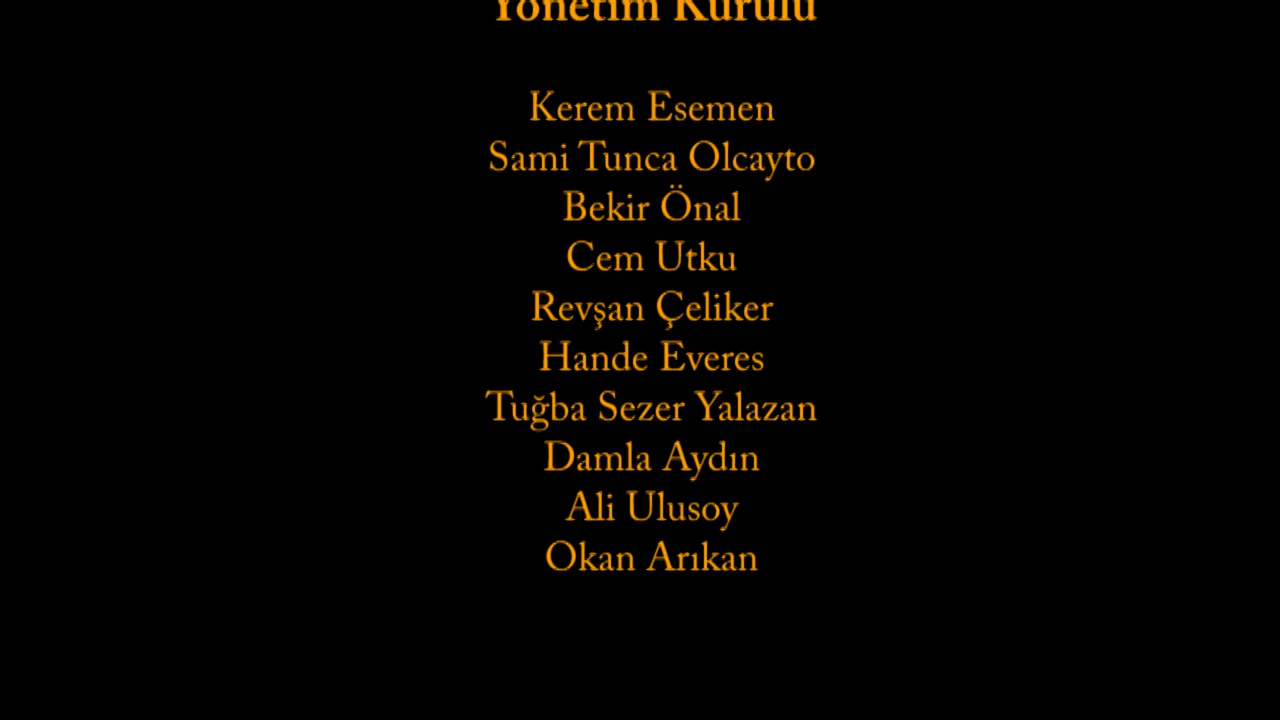 Yönetim Kurulu
Kerem Esemen
Sami Tunca Olcayto
Bekir Önal
Cem Utku
Revşan Çeliker
Hande Everes
Tuğba Sezer Yalazan
Damla Aydın
Ali Ulusoy
Okan Arıkan